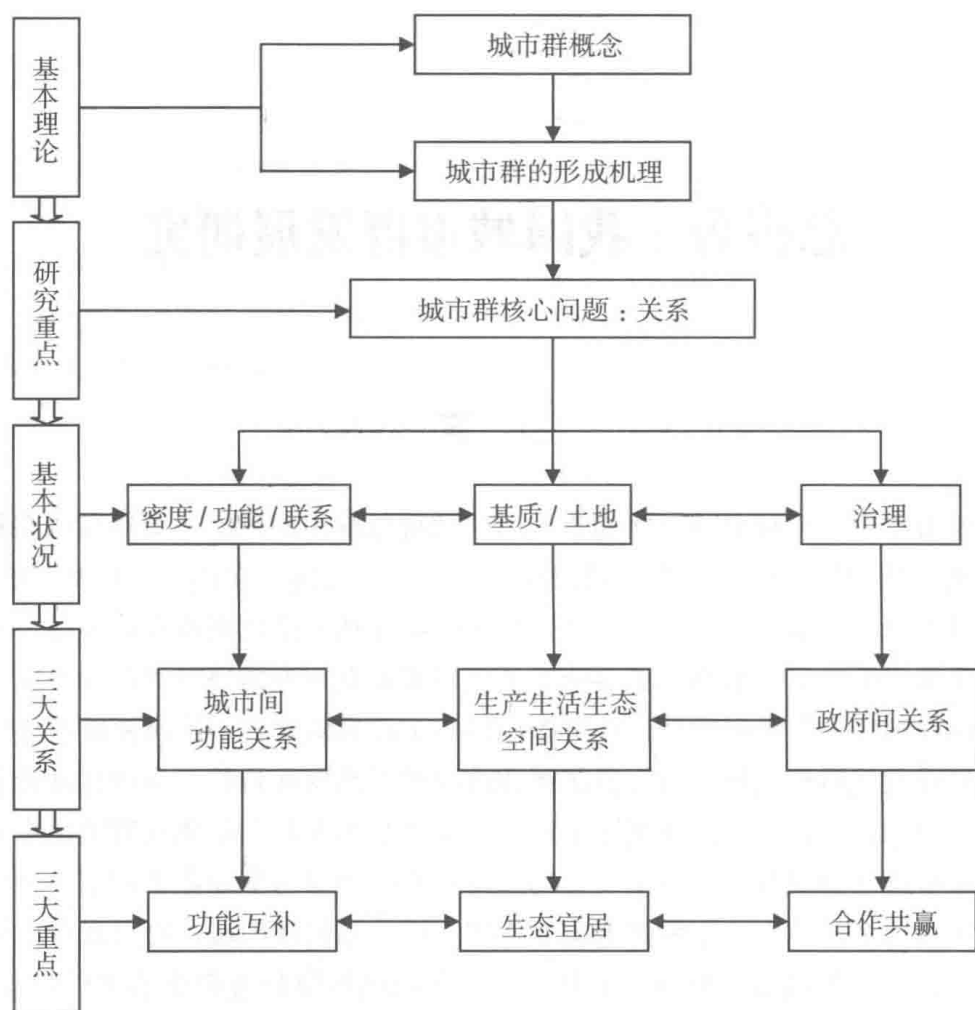 基本理论
城市群概念
城市群的形成机理
研究重点
城市群核心问题：关系
基本状况
密度/功能/联系
基质/土地
治理
三大关系
城市间
功能关系
生产生活生态
空间关系
政府间关系
三大重点
功能互补
生态宜居
合作共赢